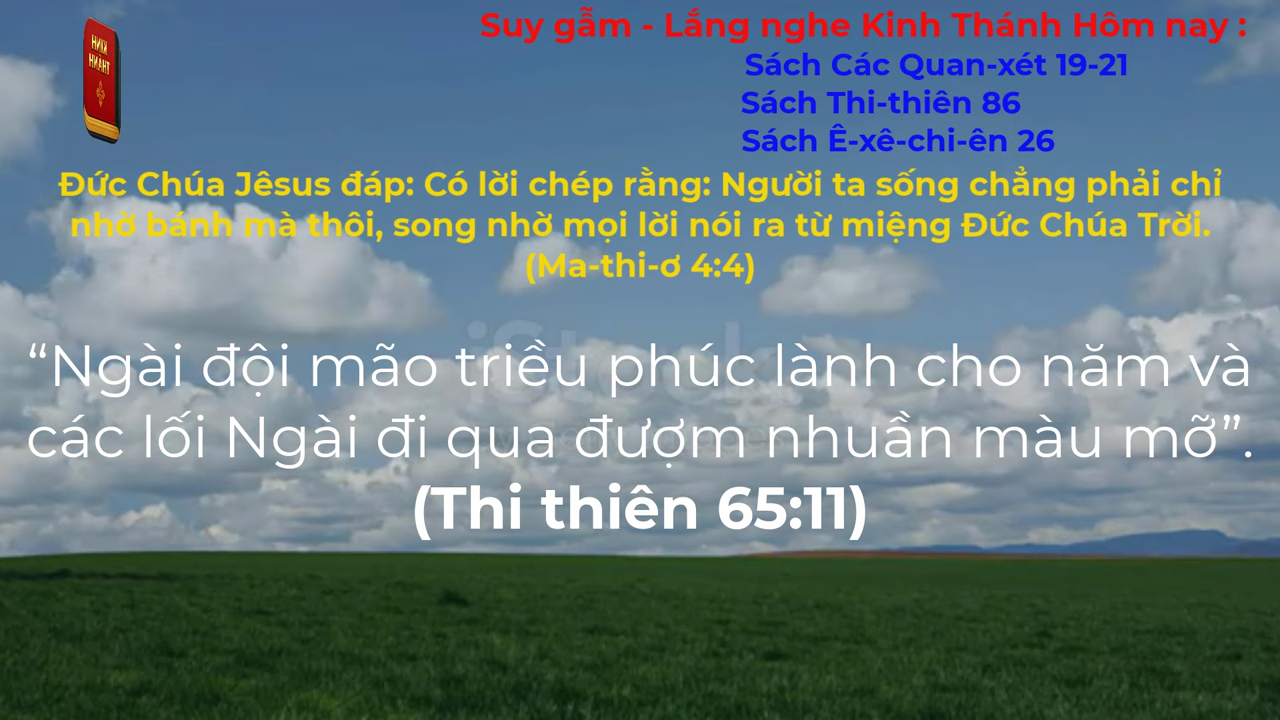 KINH
THÁNH
Suy gẫm - Lắng nghe Kinh Thánh Hôm nay :
Sách Các Quan-xét 19-21
Sách Thi-thiên 86
Sách Ê-xê-chi-ên 26
Đức Chúa Jêsus đáp: Có lời chép rằng: Người ta sống chẳng phải chỉ
nhờ bánh mà thôi, song nhờ mọi lời nói ra từ miệng Đức Chúa Trời.
(Ma-thi-ơ 4:4)
“Ngài đội mão triều phúc lành cho năm và
các lối Ngài đi qua đượm nhuần màu mỡ”.
(Thi thiên 65:11)
iStock